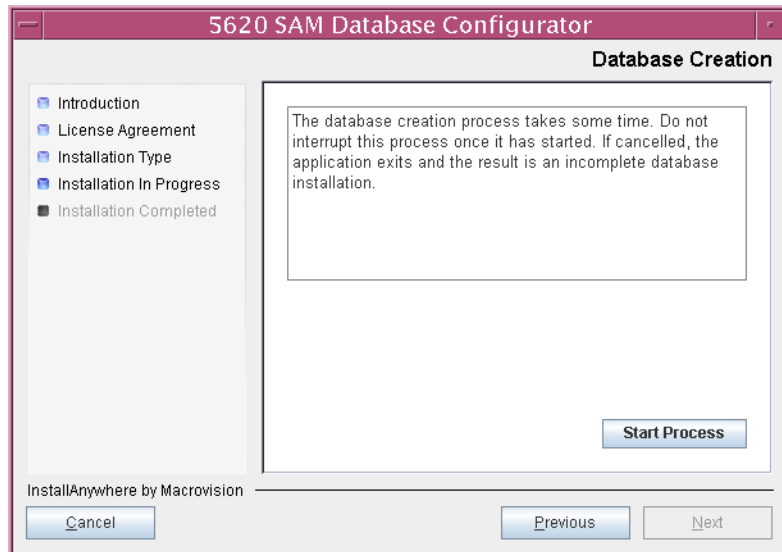 5620 SAM Database Configurator
Database Creation
Introduction
License Agreement
Installation Type
Installation In Progress
Installation Completed
The database creation process takes some time. Do not
interrupt this process once it has started. If cancelled, the
application exits and the result is an incomplete database
installation.
Start Process
InstallAnywhere by Macrovision
Cancel
Previous
Next